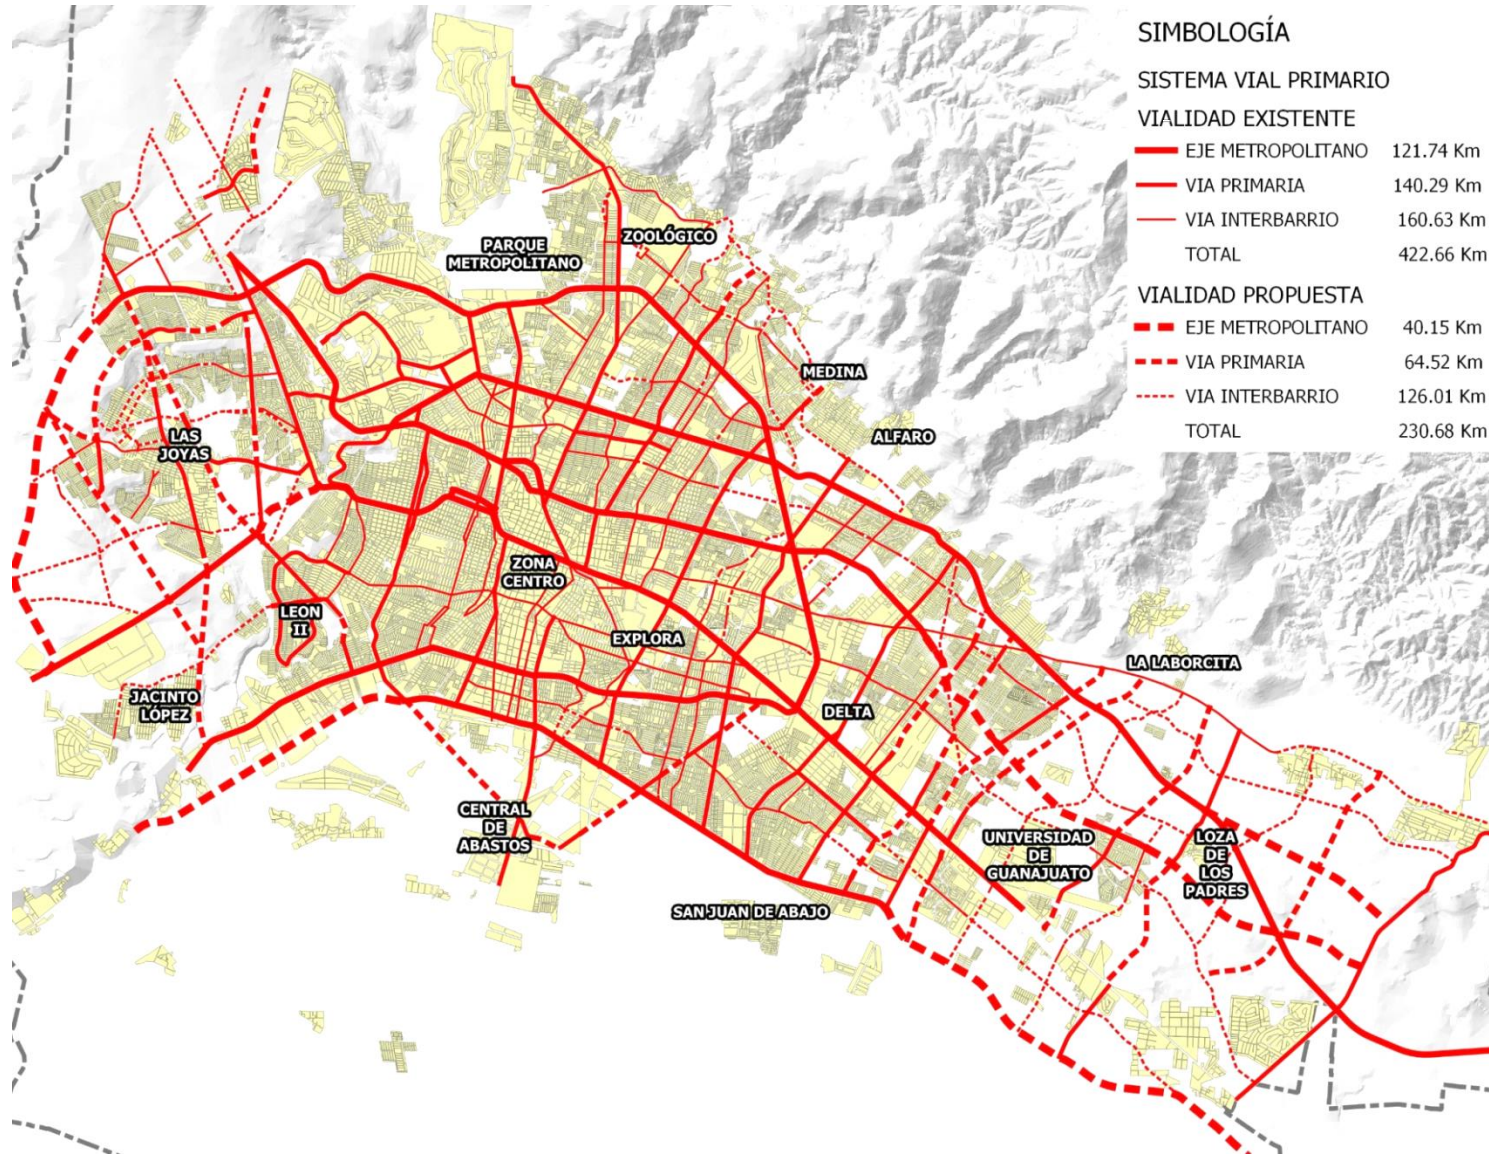 SIMBOLOGÍA
SISTEMA VIAL PRIMARIO
VIALIDAD EXISTENTE
EJE METROPOLITANO 121.74 Km
VIA PRIMARIA 140.29 Km
VIA INTERBARRIO 160.63 Km
TOTAL 422.66 Km
VIALIDAD PROPUESTA
EJE METROPOLITANO 40.15 Km
VIA PRIMARIA 64.52 Km
VIA INTERBARRIO 126.01 Km
TOTAL 230.68 Km
ZOOLÓGICO
PARQUE
METROPOLITANO
MEDINA
ALFARO
LAS
JOYAS
ZONA
CENTRO
LEON
II
EXPLORA
LA LABORCITA
JACINTO
LÓPEZ
DELTA
CENTRAL
DE
ABASTOS
UNIVERSIDAD
DE
GUANAJUATO
LOZA
DE
LOS
PADRES
SAN JUAN DE ABAJO